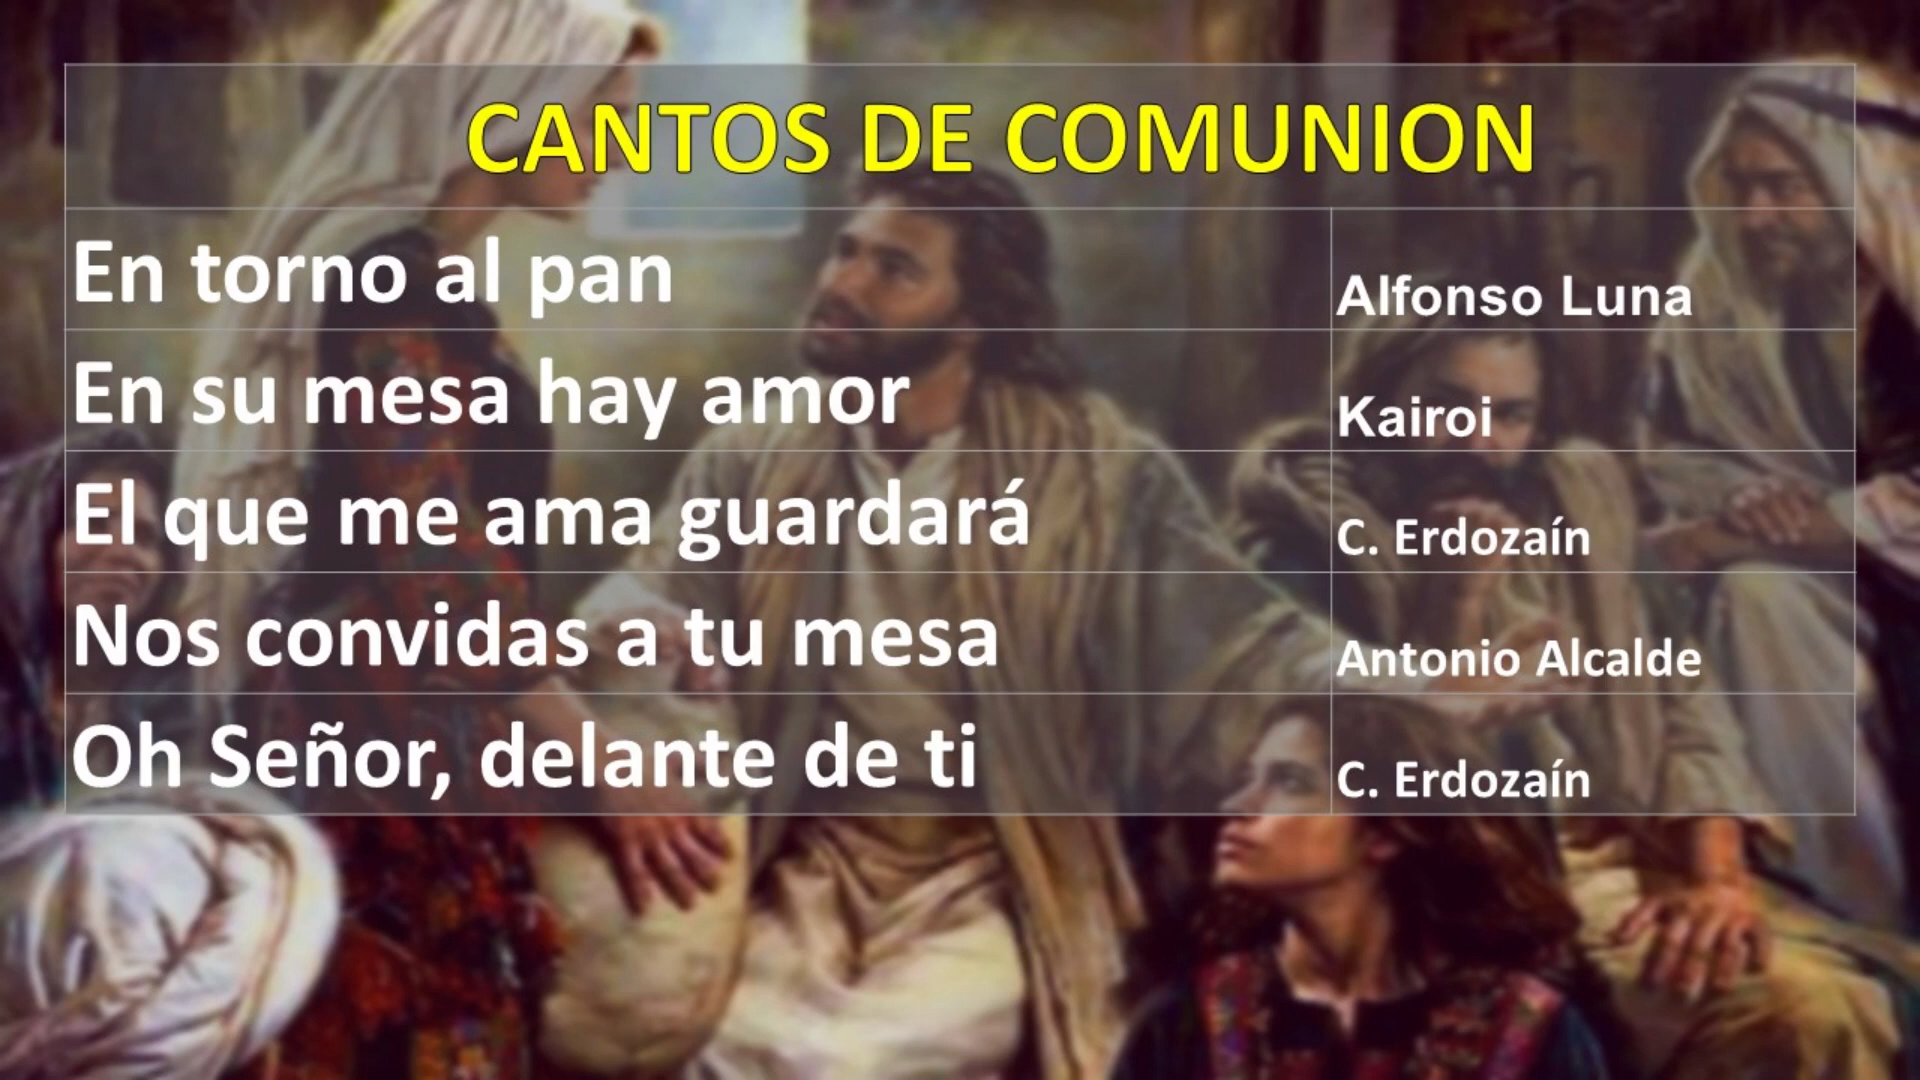 CANTOS DE COMUNION
En torno al pan Alfonso Luna
En su mesa hay amor Kairoi
El que me ama guardará C. Erdozaín
Nos convidas a tu mesa Antonio Alcalde
Oh Señor, delante de ti C. Erdozaín